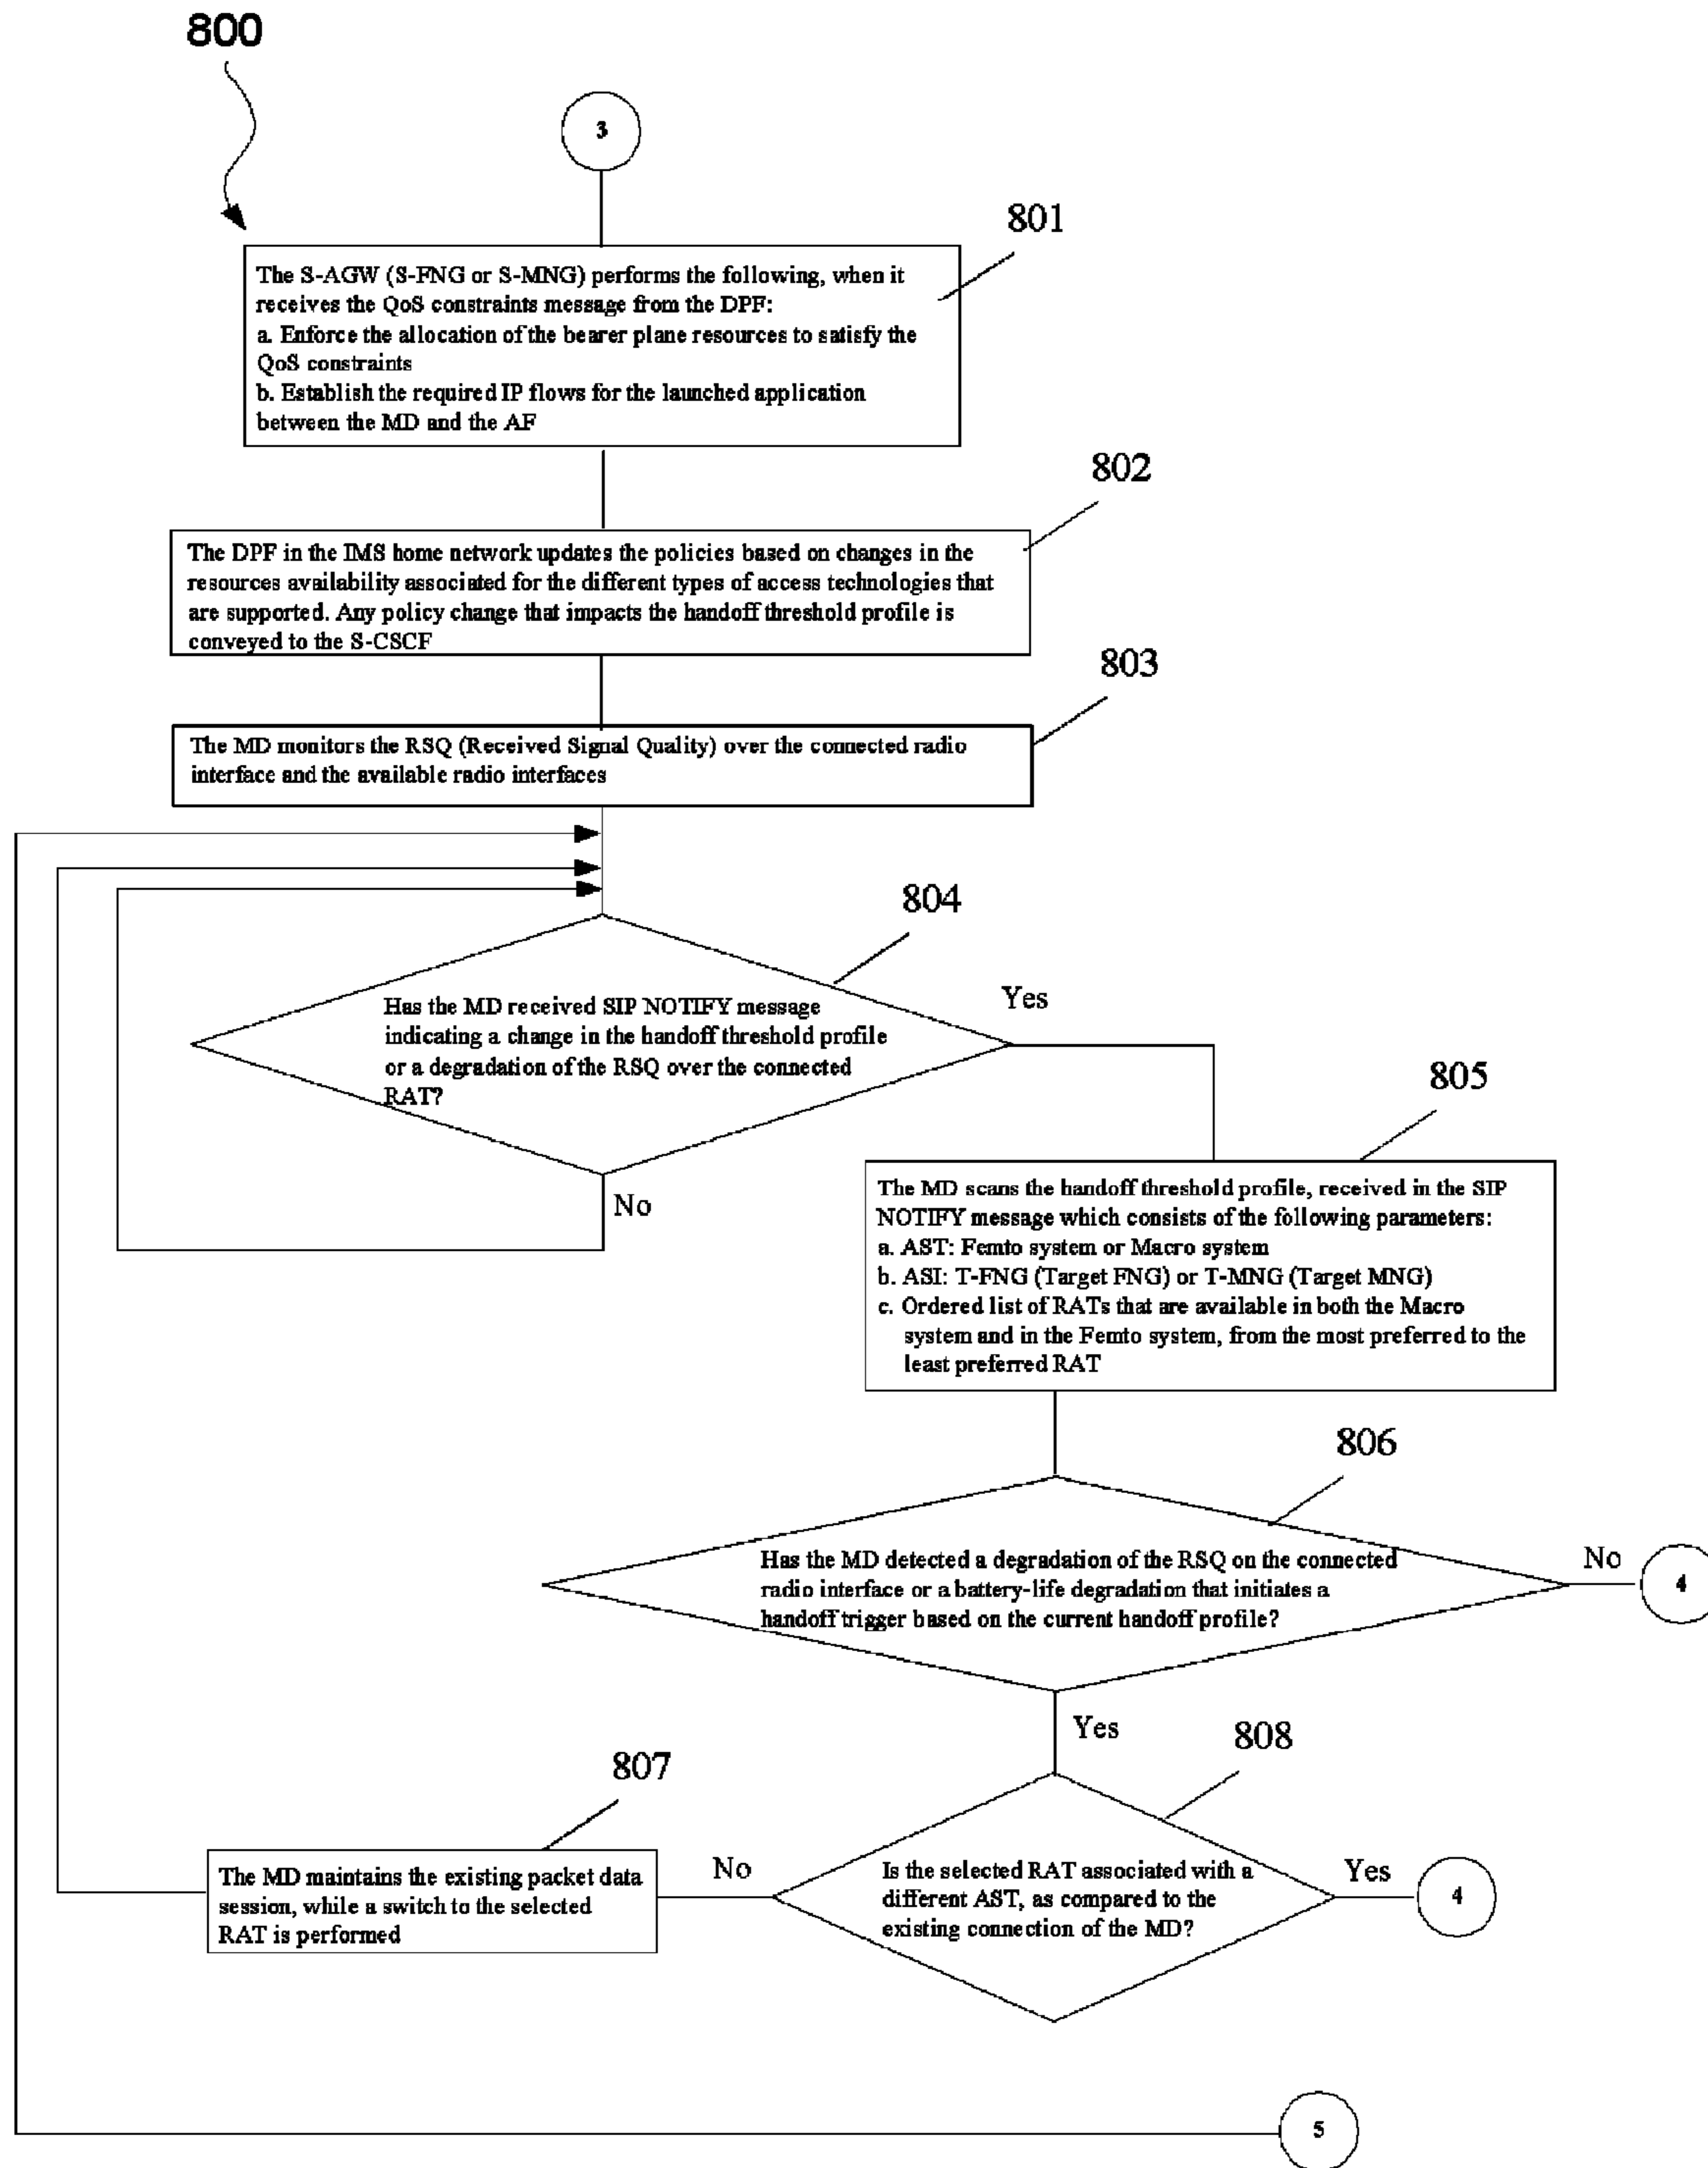 800
3
801
The S-AGW (S-FNG or S-MNG) performs the following, when it
receives the QoS constraints message from the DPF:
a. Enforce the allocation of the bearer plane resources to satisfy the
QoS constraints
b. Establish the required IP flows for the launched application
between the MD and the AF
802
The DPF in the IMS home network updates the policies based on changes in the
resources availability associated for the different types of access technologies that
are supported. Any policy change that impacts the handoff threshold profile is
conveyed to the S-CSCF
803
The MD monitors the RSQ (Received Signal Quality) over the connected radio
interface and the available radio interfaces
804
Has the MD received SIP NOTIFY message
indicating a change in the handoff threshold profile
or a degradation of the RSQ over the connected
RAT?
Yes
No
805
The MD scans the handoff threshold profile, received in the SIP
NOTIFY message which consists of the following parameters:
a. AST: Femto system or Macro system
b. ASI: T-FNG (Target FNG) or T-MNG (Target MNG)
c. Ordered list of RATs that are available in both the Macro
system and in the Femto system, from the most preferred to the
least preferred RAT
806
Has the MD detected a degradation of the RSQ on the connected
radio interface or a battery-life degradation that initiates a
handoff trigger based on the current handoff profile?
No
4
Yes
808
807
The MD maintains the existing packet data
session, while a switch to the selected
RAT is performed
No
Is the selected RAT associated with a
different AST, as compared to the
existing connection of the MD?
Yes
4
5